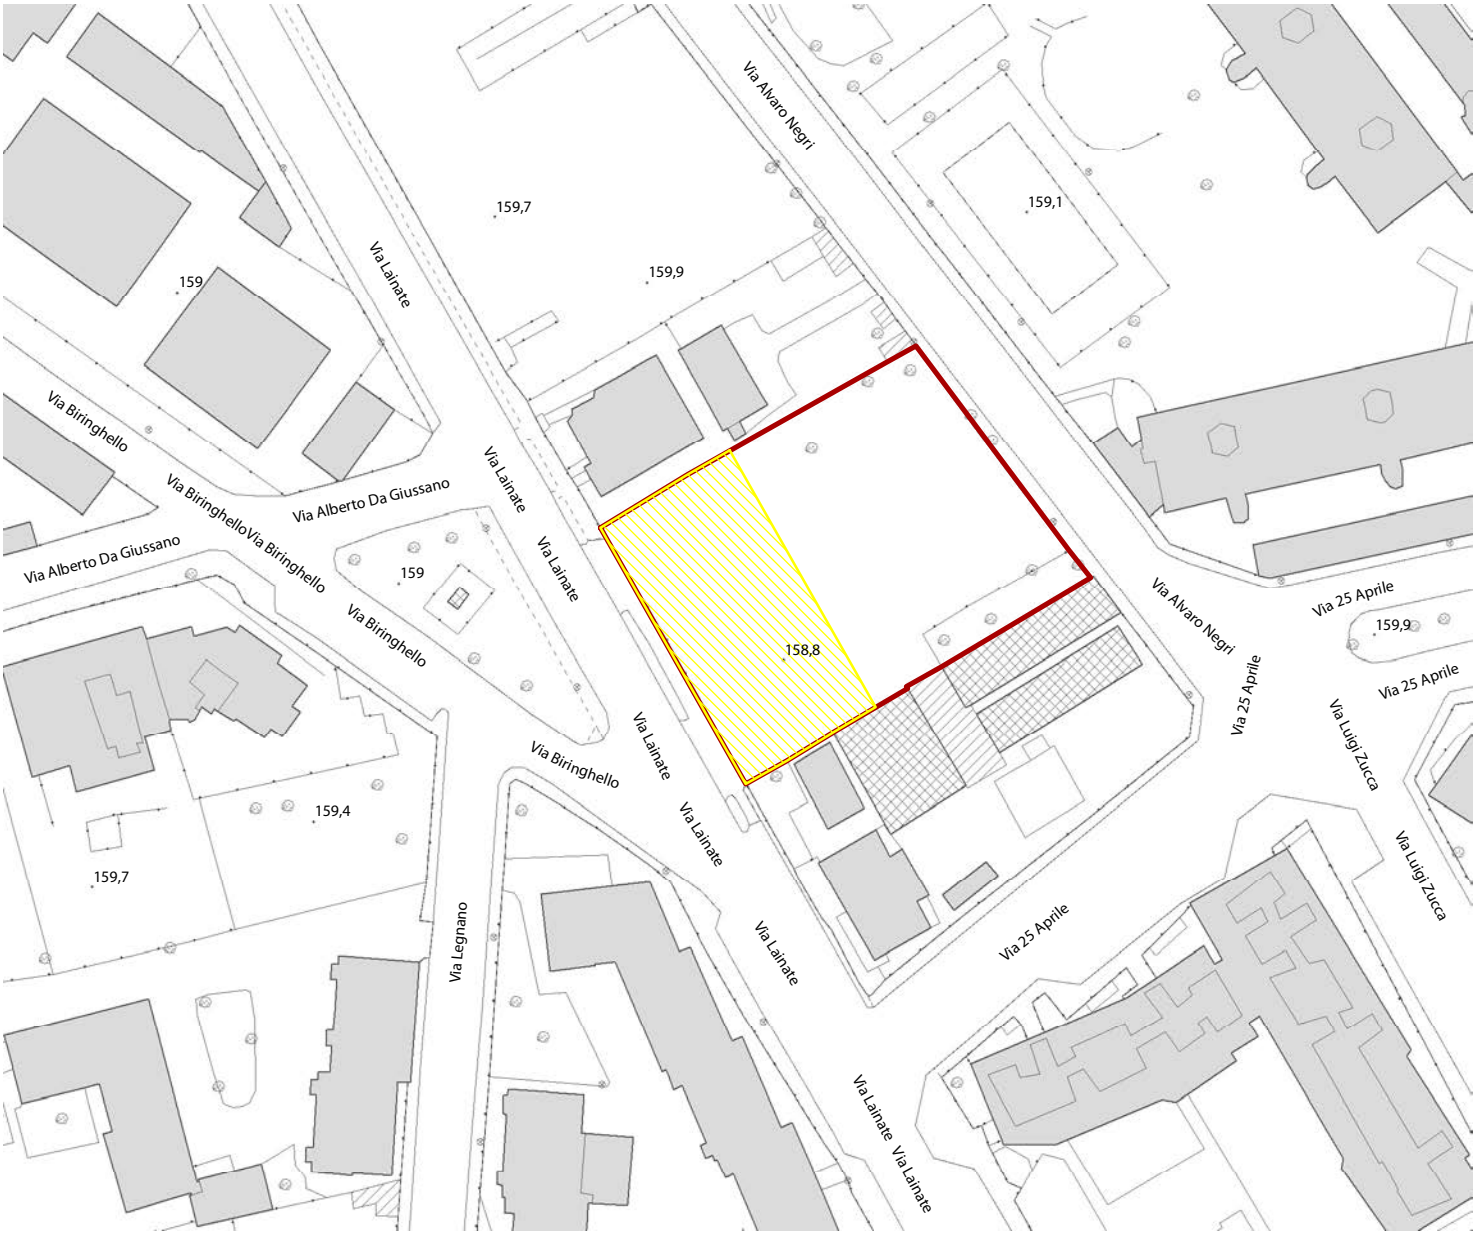 Via Alvaro Negri
159,7
159,1
Via Lainate
159,9
159
Via Biringhello
Via Lainate
Via Alberto Da Giussano
Via Biringhello
Via Biringhello
Via Alberto Da Giussano
Via Lainate
159
Via Biringhello
158,8
Via Alvaro Negri
Via 25 Aprile
159,9
Via 25 Aprile
Via 25 Aprile
Via Lainate
Via Biringhello
Via Luigi Zucca
159,4
Via Lainate
159,7
Via Luigi Zucca
Via Legnano
Via Lainate
Via 25 Aprile
Via Lainate
Via Lainate